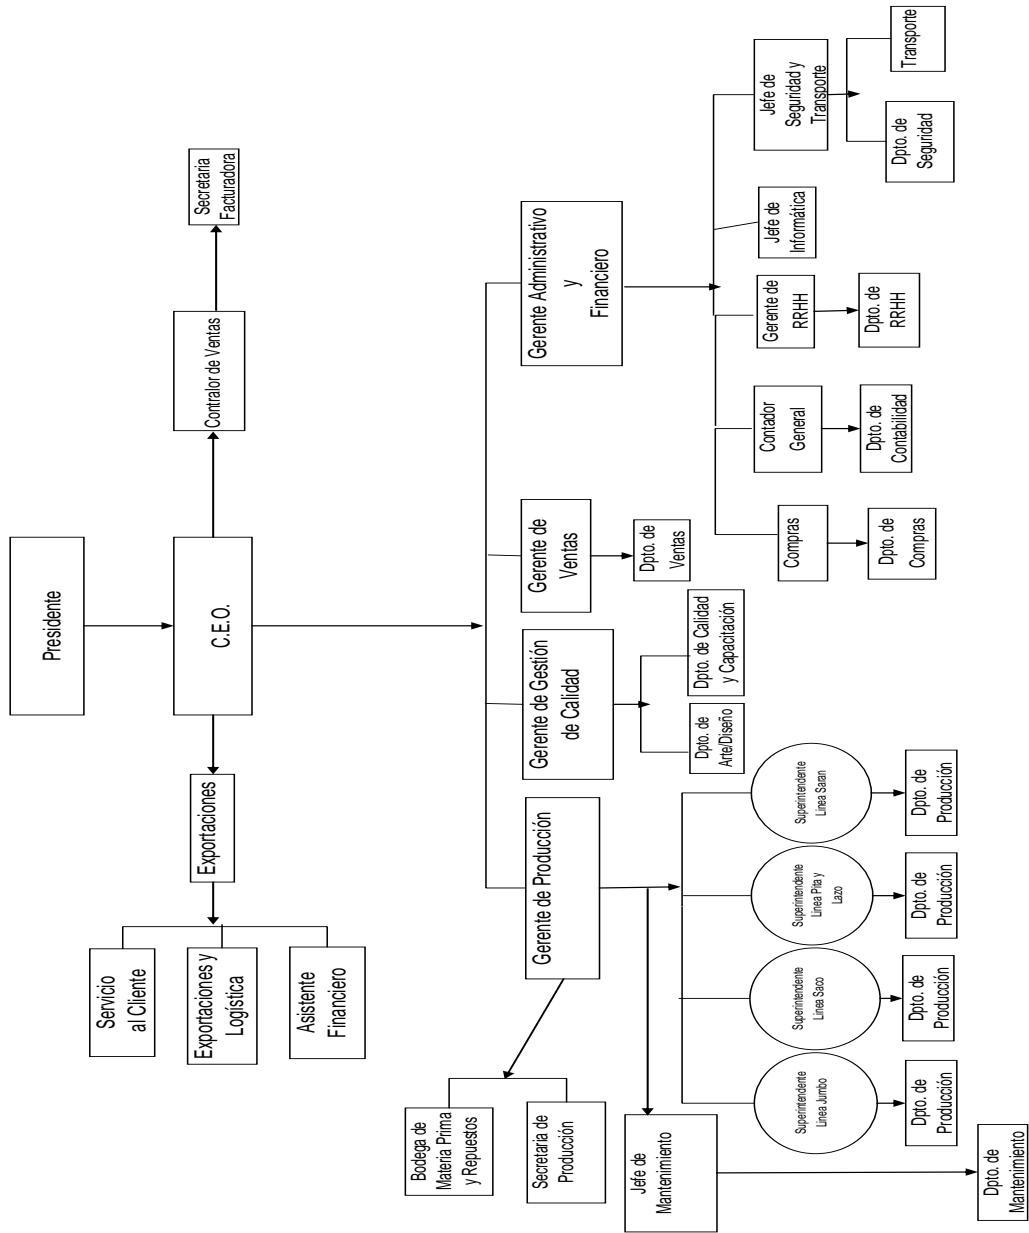 Presidente
C.E.O.
Contralor de Ventas
Secretaria
Facturadora
Exportaciones
Servicio
al Cliente
Exportaciones y
Logística
Asistente
Financiero
Gerente de Producción
Gerente de Gestión
de Calidad
Gerente de
Ventas
Gerente Administrativo
y
Financiero
Bodega de
Materia Prima
y Repuestos
Secretaria de
Producción
Jefe de
Mantenimiento
Dpto. de
Mantenimiento
Superintendente
Línea Jumbo
Superintendente
Línea Saco
Superintendente
Línea Pita y
Lazo
Superintendente
Línea Saran
Dpto. de
Producción
Dpto. de
Producción
Dpto. de
Producción
Dpto. de
Producción
Dpto. de
Arte/Diseño
Dpto. de Calidad
y Capacitación
Dpto. de
Ventas
Compras
Contador
General
Gerente de
RRHH
Jefe de
Informática
Jefe de
Seguridad y
Transporte
Dpto. de
Compras
Dpto. de
Contabilidad
Dpto. de
RRHH
Dpto. de
Seguridad
Transporte